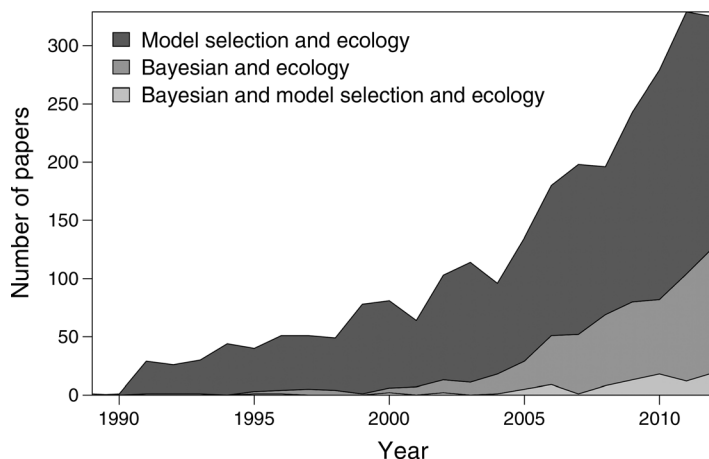 Model selection and ecology
Bayesian and ecology
Bayesian and model selection and ecology
Number of papers
300
250
200
150
100
50
0
1990
1995
2000
2005
2010
Year